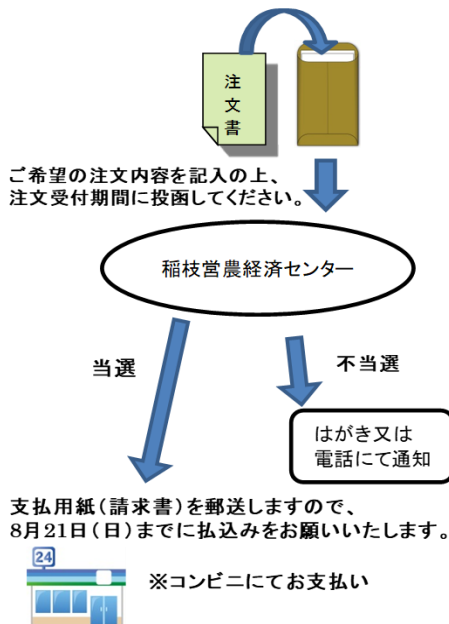 注
文
書
ご希望の注文内容を記入の上、
注文受付期間に投函してください。
稲枝営農経済センター
当選
不当選
はがき又は
電話にて通知
支払用紙(請求書)を郵送しますので、
8月21日(日)までに払込みをお願いいたします。
24
※コンビニにてお支払い